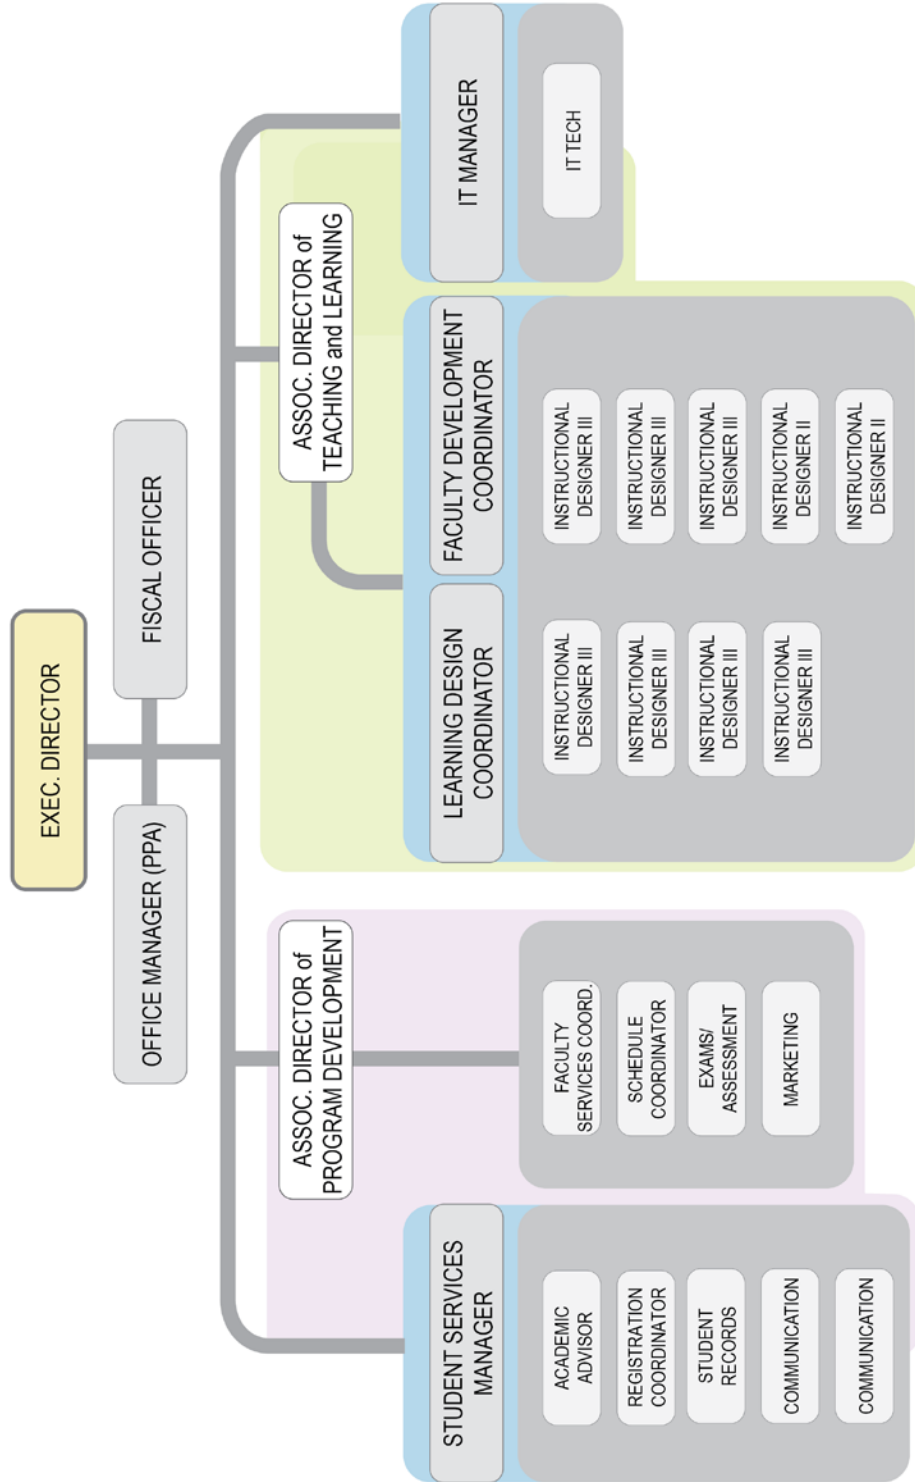 EXEC. DIRECTOR
OFFICE MANAGER (PPA)
FISCAL OFFICER
ASSOC. DIRECTOR of
PROGRAM DEVELOPMENT
ASSOC. DIRECTOR of
TEACHING and LEARNING
STUDENT SERVICES
MANAGER
ACADEMIC
ADVISOR
REGISTRATION
COORDINATOR
STUDENT
RECORDS
COMMUNICATION
COMMUNICATION
FACULTY
SERVICES COORD.
SCHEDULE
COORDINATOR
EXAMS/
ASSESSMENT
MARKETING
LEARNING DESIGN
COORDINATOR
INSTRUCTIONAL
DESIGNER III
INSTRUCTIONAL
DESIGNER III
INSTRUCTIONAL
DESIGNER III
INSTRUCTIONAL
DESIGNER III
FACULTY DEVELOPMENT
COORDINATOR
INSTRUCTIONAL
DESIGNER III
INSTRUCTIONAL
DESIGNER III
INSTRUCTIONAL
DESIGNER III
INSTRUCTIONAL
DESIGNER II
INSTRUCTIONAL
DESIGNER II
IT MANAGER
IT TECH